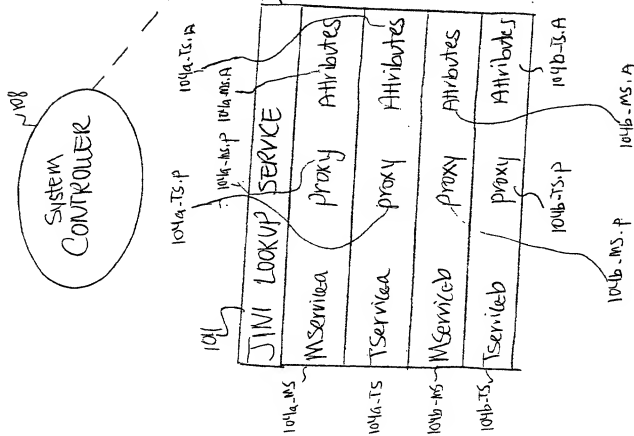 108
System
CONTROLLER
104a-TS.P
104a-MS.P
104a-MS.A
104a-TS.A
104
JINI LOOKUP SERVICE
104a-MS
MServicea
proxy
Attributes
104a-TS
TServicea
proxy
Attributes
104b-MS
MServiceb
proxy
Attributes
104b-TS
Tserviceb
proxy
Attributes
104b-MS.P
104b-TS.P
104b-MS.A
104b-TS.A